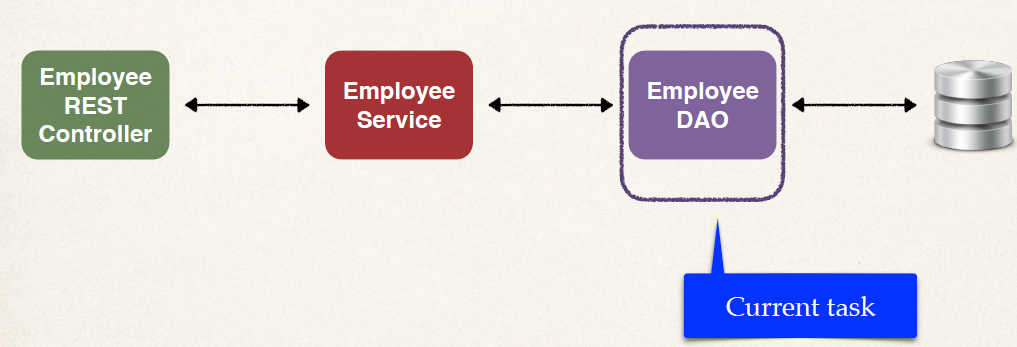 Employee
REST
Controller
Employee
Service
Employee
DAO
Current task